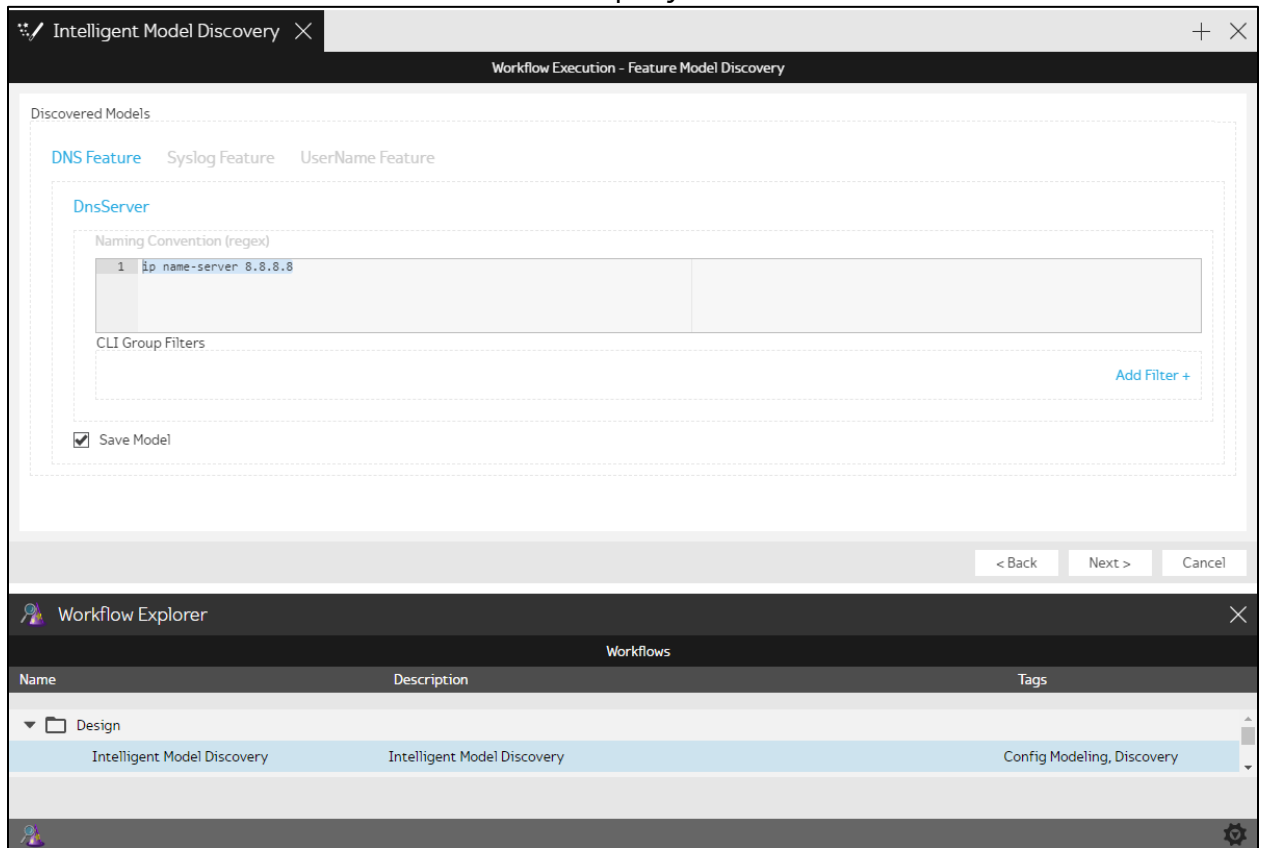 Intelligent Model Discovery
Workflow Execution - Feature Model Discovery
Discovered Models
DNS Feature Syslog Feature UserName Feature
DnsServer
Naming Convention (regex)
1 ip name-server 8.8.8.8
CLI Group Filters
Add Filter +
Save Model
< Back Next > Cancel
Workflow Explorer
Workflows
Name Description Tags
Design
Intelligent Model Discovery Intelligent Model Discovery Config Modeling, Discovery